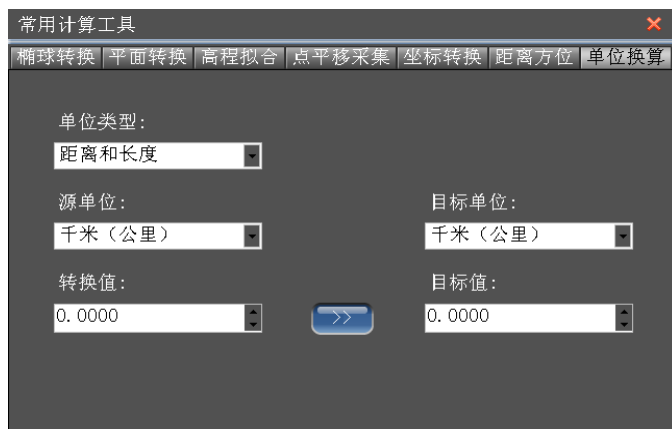 常用计算工具
椭球转换 平面转换 高程拟合 点平移采集 坐标转换 距离方位 单位换算
单位类型:
距离和长度
源单位: 目标单位:
千米（公里） 千米（公里）
转换值: 目标值:
0.0000 >> 0.0000